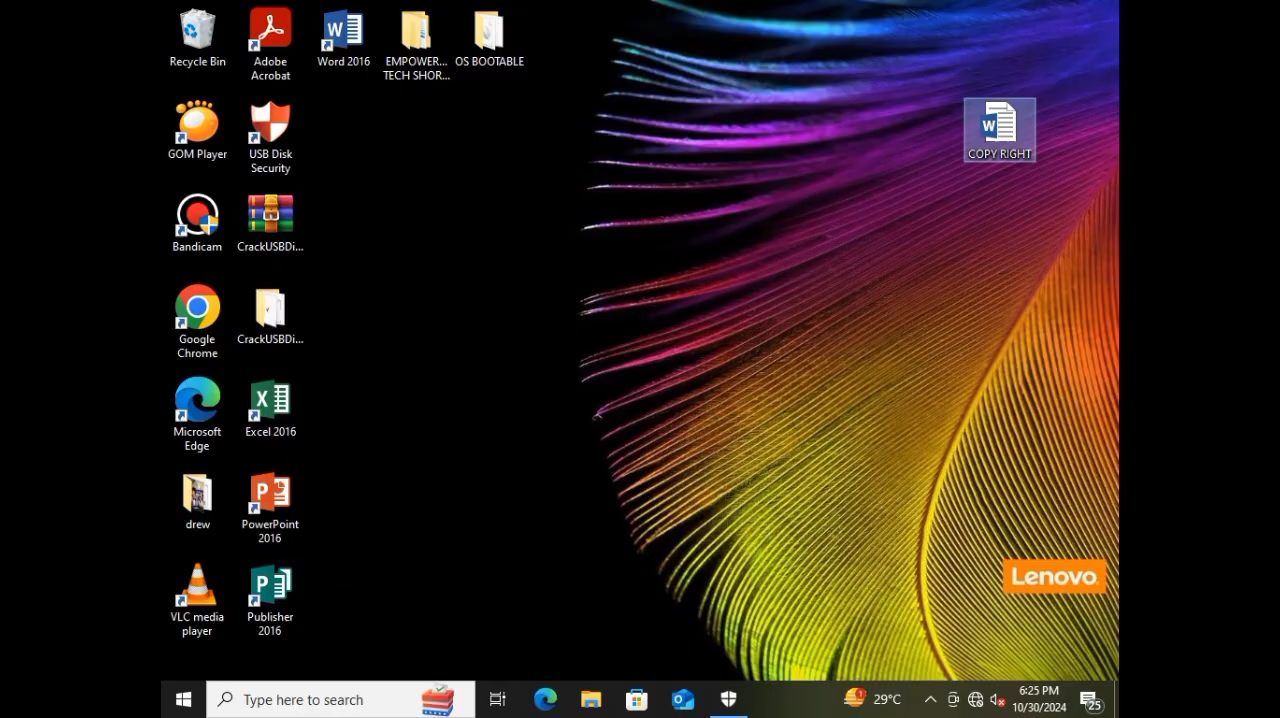 Recycle Bin
Adobe
Acrobat
Word 2016
EMPOWER...
TECH SHOR...
OS BOOTABLE
GOM Player
USB Disk
Security
COPY RIGHT
Bandicam
CrackUSBDi...
Google
Chrome
CrackUSBDi...
Microsoft
Edge
Excel 2016
drew
PowerPoint
2016
VLC media
player
Publisher
2016
Lenovo
Type here to search
1
29°C
6:25 PM
10/30/2024
25